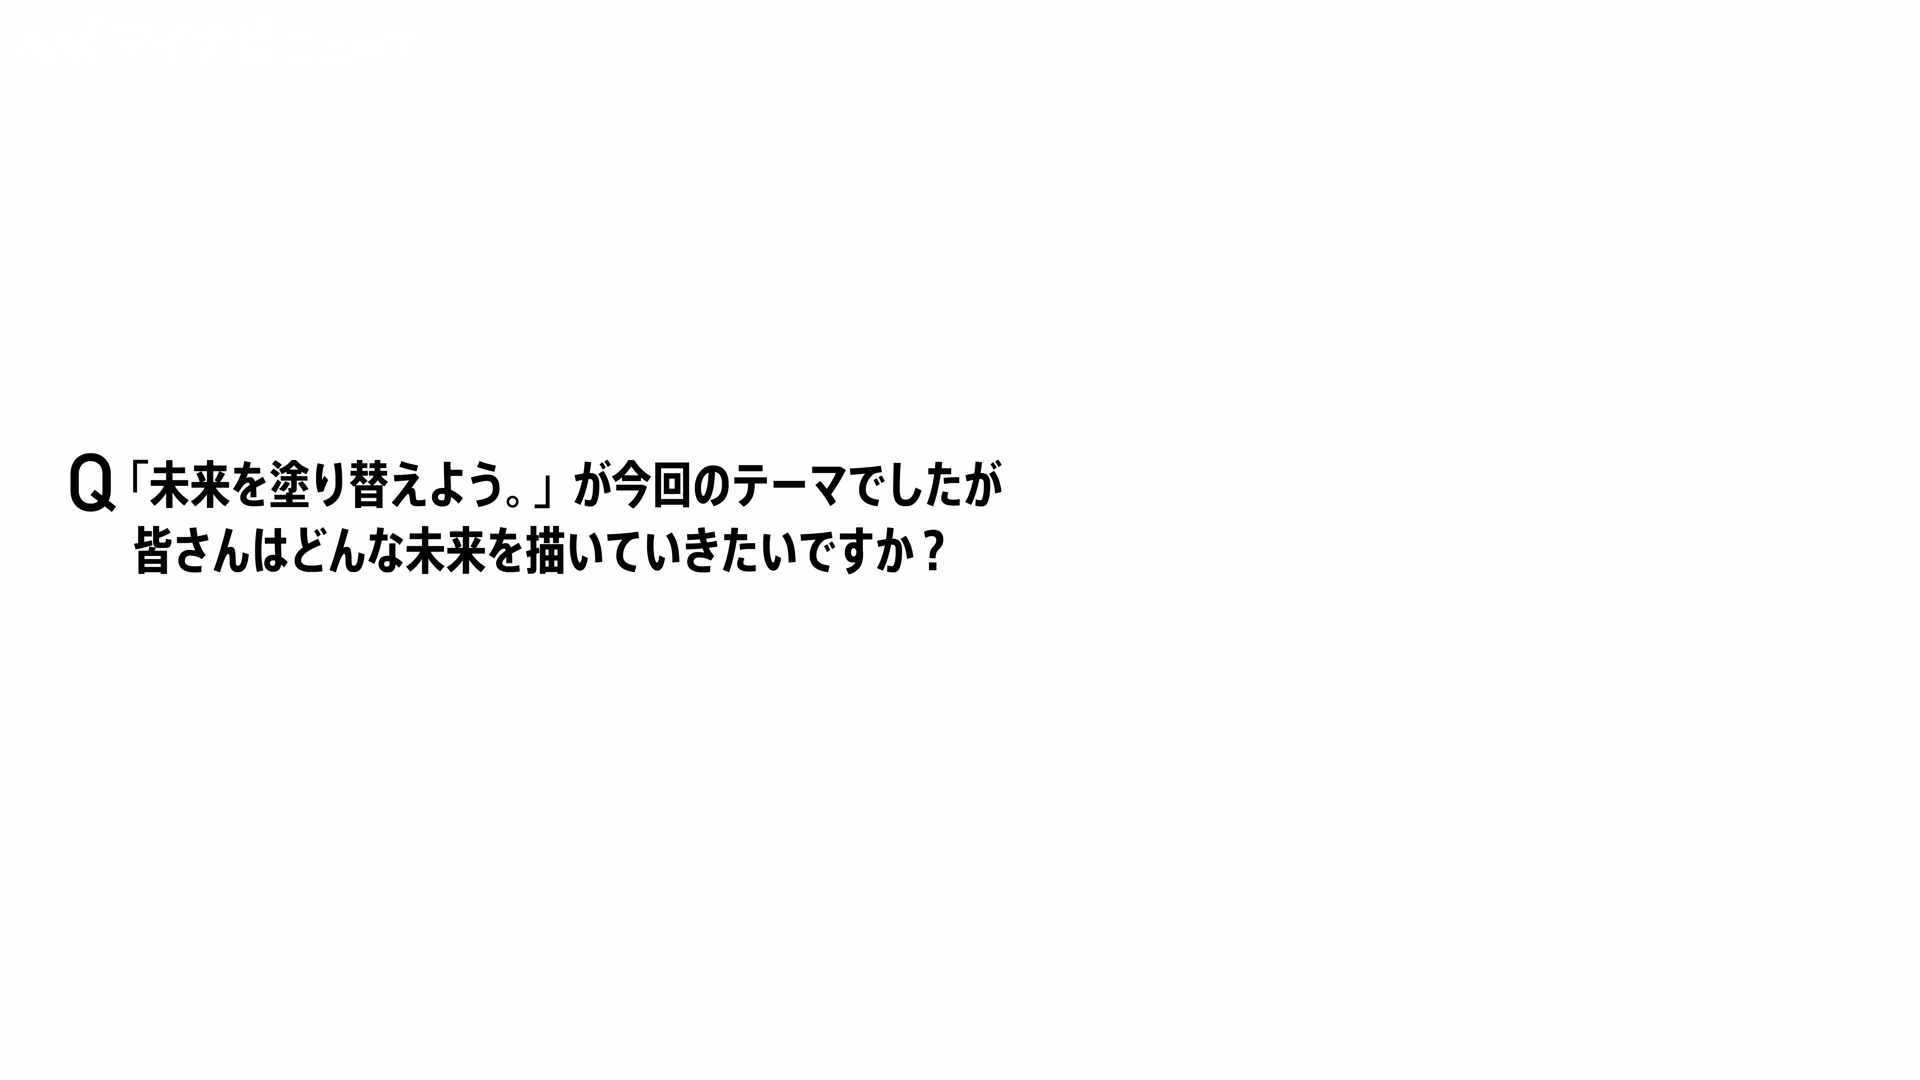 Q「未来を塗り替えよう。」が今回のテーマでしたが
皆さんはどんな未来を描いていきたいですか？